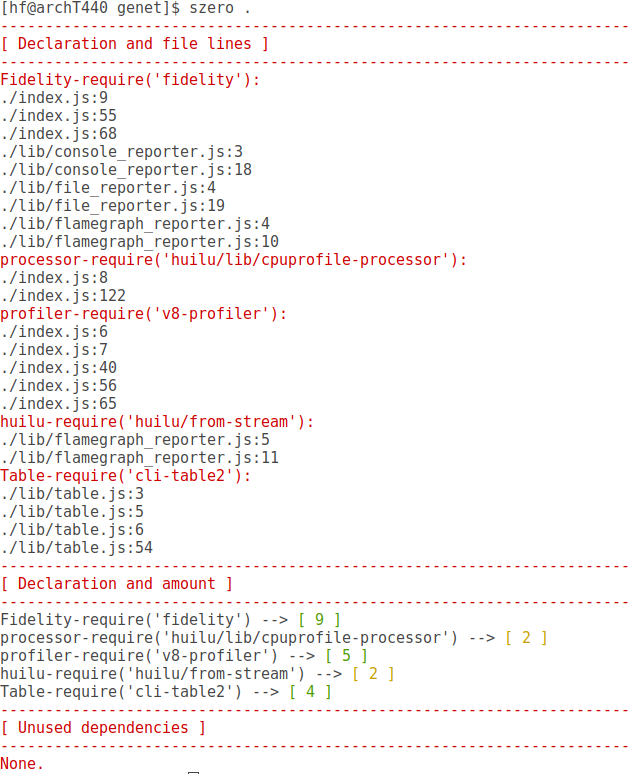 [hf@archT440 genet]$ szero .
----------------------------------------------------------------------
[ Declaration and file lines ]
----------------------------------------------------------------------
Fidelity-require('fidelity'):
./index.js:9
./index.js:55
./index.js:68
./lib/console_reporter.js:3
./lib/console_reporter.js:18
./lib/file_reporter.js:4
./lib/file_reporter.js:19
./lib/flamegraph_reporter.js:4
./lib/flamegraph_reporter.js:10
processor-require('huilu/lib/cpuprofile-processor'):
./index.js:8
./index.js:122
profiler-require('v8-profiler'):
./index.js:6
./index.js:7
./index.js:40
./index.js:56
./index.js:65
huilu-require('huilu/from-stream'):
./lib/flamegraph_reporter.js:5
./lib/flamegraph_reporter.js:11
Table-require('cli-table2'):
./lib/table.js:3
./lib/table.js:5
./lib/table.js:6
./lib/table.js:54
----------------------------------------------------------------------
[ Declaration and amount ]
----------------------------------------------------------------------
Fidelity-require('fidelity') --> [ 9 ]
processor-require('huilu/lib/cpuprofile-processor') --> [ 2 ]
profiler-require('v8-profiler') --> [ 5 ]
huilu-require('huilu/from-stream') --> [ 2 ]
Table-require('cli-table2') --> [ 4 ]
----------------------------------------------------------------------
[ Unused dependencies ]
----------------------------------------------------------------------
None.